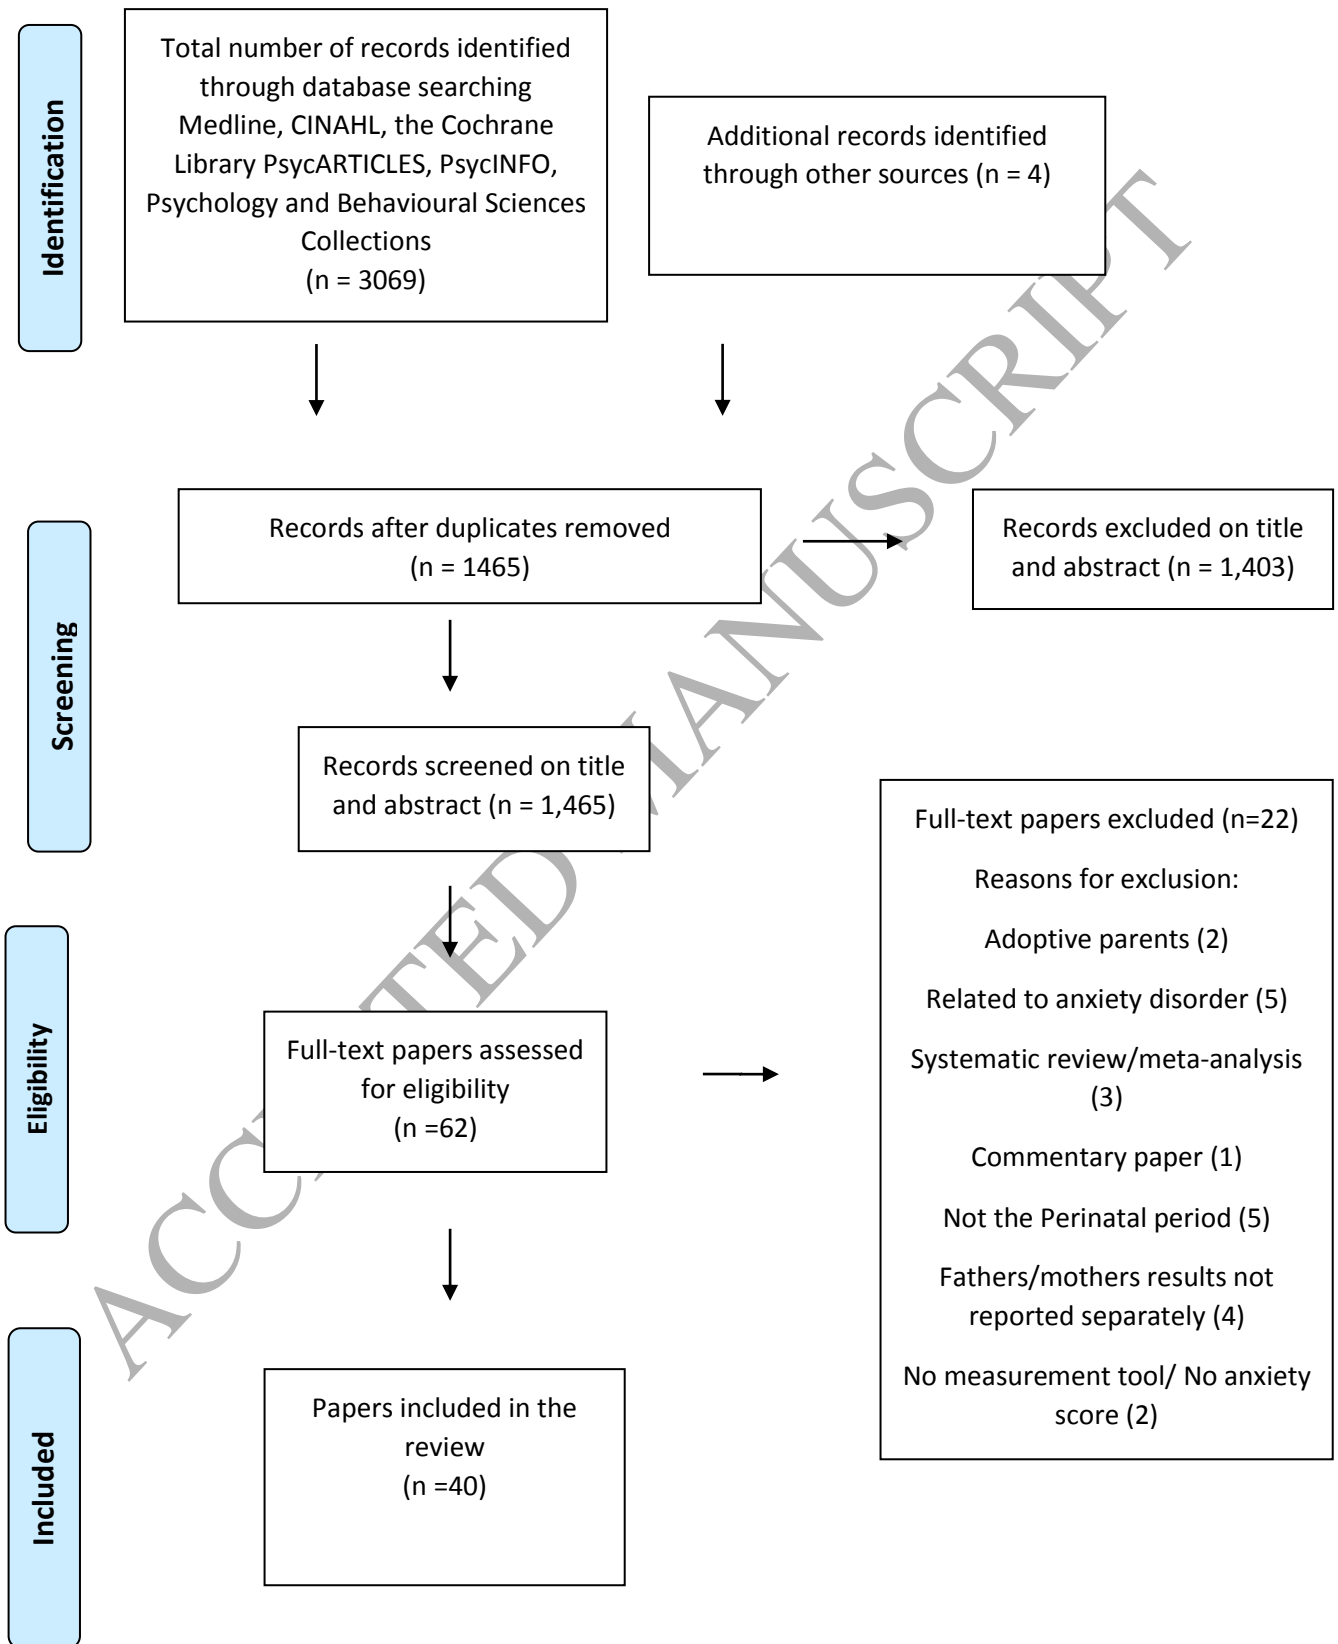 Identification
Total number of records identified
through database searching
Medline, CINAHL, the Cochrane
Library PsycARTICLES, PsycINFO,
Psychology and Behavioural Sciences
Collections
(n = 3069)
Additional records identified
through other sources (n = 4)
Screening
Records after duplicates removed
(n = 1465)
Records excluded on title
and abstract (n = 1,403)
Records screened on title
and abstract (n = 1,465)
Eligibility
Full-text papers assessed
for eligibility
(n =62)
Full-text papers excluded (n=22)
Reasons for exclusion:
Adoptive parents (2)
Related to anxiety disorder (5)
Systematic review/meta-analysis
(3)
Commentary paper (1)
Not the Perinatal period (5)
Fathers/mothers results not
reported separately (4)
No measurement tool/ No anxiety
score (2)
Included
Papers included in the
review
(n =40)
ACCEPTED MANUSCRIPT